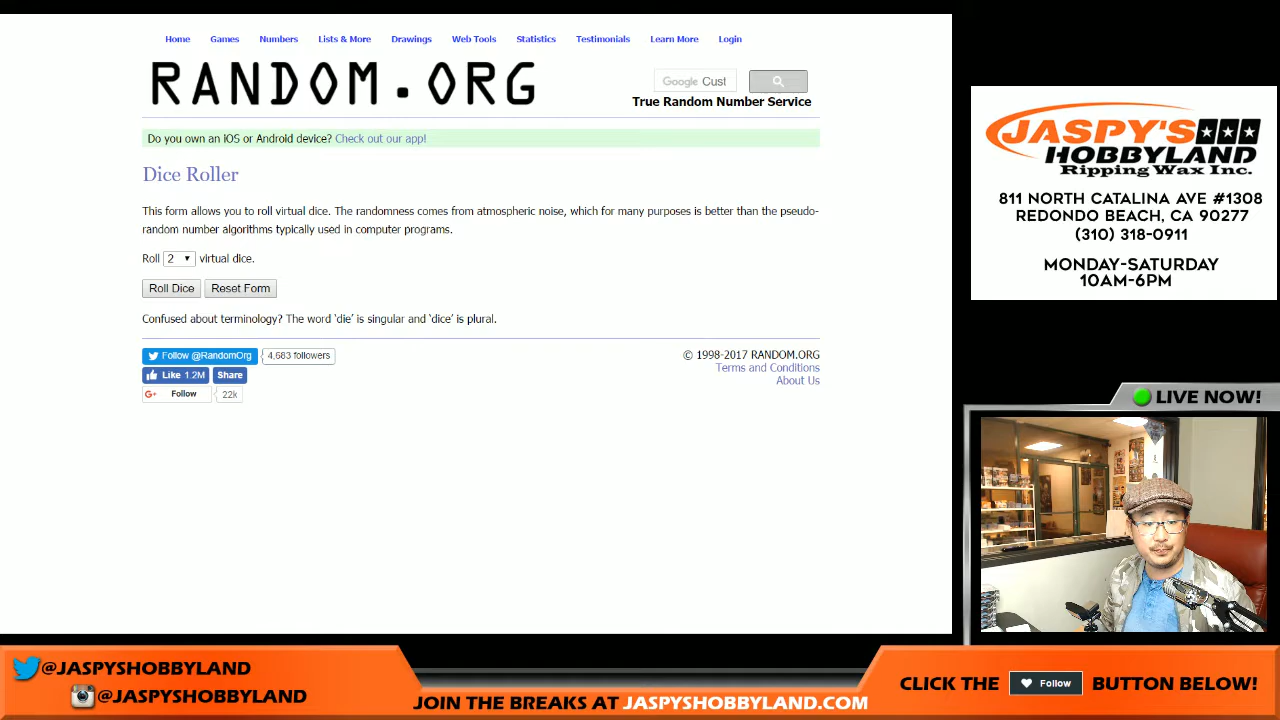 Home Games Numbers Lists & More Drawings Web Tools Statistics Testimonials Learn More Login
RANDOM.ORG
Google Cust
True Random Number Service
Do you own an iOS or Android device? Check out our app!
Dice Roller
This form allows you to roll virtual dice. The randomness comes from atmospheric noise, which for many purposes is better than the pseudo-
random number algorithms typically used in computer programs.
Roll 2 virtual dice.
Roll Dice Reset Form
Confused about terminology? The word ‘die’ is singular and ‘dice’ is plural.
Follow @RandomOrg 4,683 followers
Like 1.2M Share
G+ Follow 22k
© 1998-2017 RANDOM.ORG
Terms and Conditions
About Us
JASPY'S
HOBBYLAND
Ripping Wax Inc.
811 NORTH CATALINA AVE #1308
REDONDO BEACH, CA 90277
(310) 318-0911
MONDAY-SATURDAY
10AM-6PM
LIVE NOW!
@JASPYSHOBBYLAND
@JASPYSHOBBYLAND
JOIN THE BREAKS AT JASPYSHOBBYLAND.COM
CLICK THE Follow BUTTON BELOW!